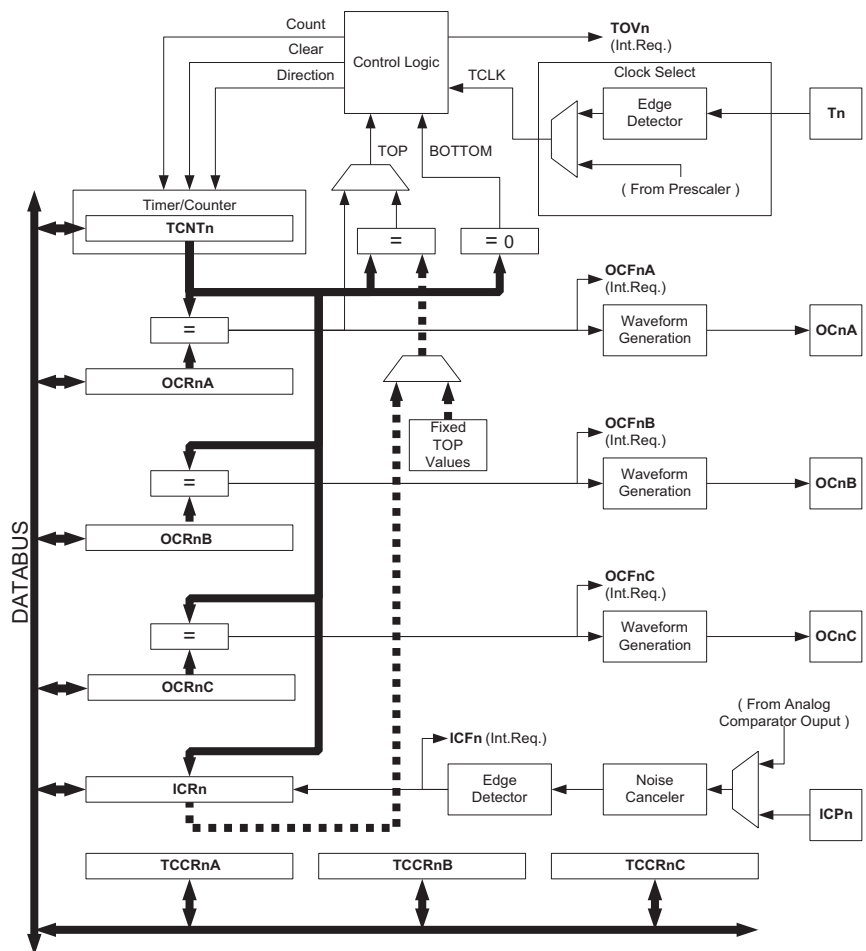 Count
Clear
Direction
Control Logic
TOVn
(Int.Req.)
TCLK
Clock Select
Edge
Detector
Tn
( From Prescaler )
TOP
BOTTOM
Timer/Counter
TCNTn
=
= 0
=
OCRnA
OCFnA
(Int.Req.)
Waveform
Generation
OCnA
Fixed
TOP
Values
=
OCRnB
OCFnB
(Int.Req.)
Waveform
Generation
OCnB
DATABUS
=
OCRnC
OCFnC
(Int.Req.)
Waveform
Generation
OCnC
( From Analog
Comparator Ouput )
ICFn (Int.Req.)
ICRn
Edge
Detector
Noise
Canceler
ICPn
TCCRnA
TCCRnB
TCCRnC